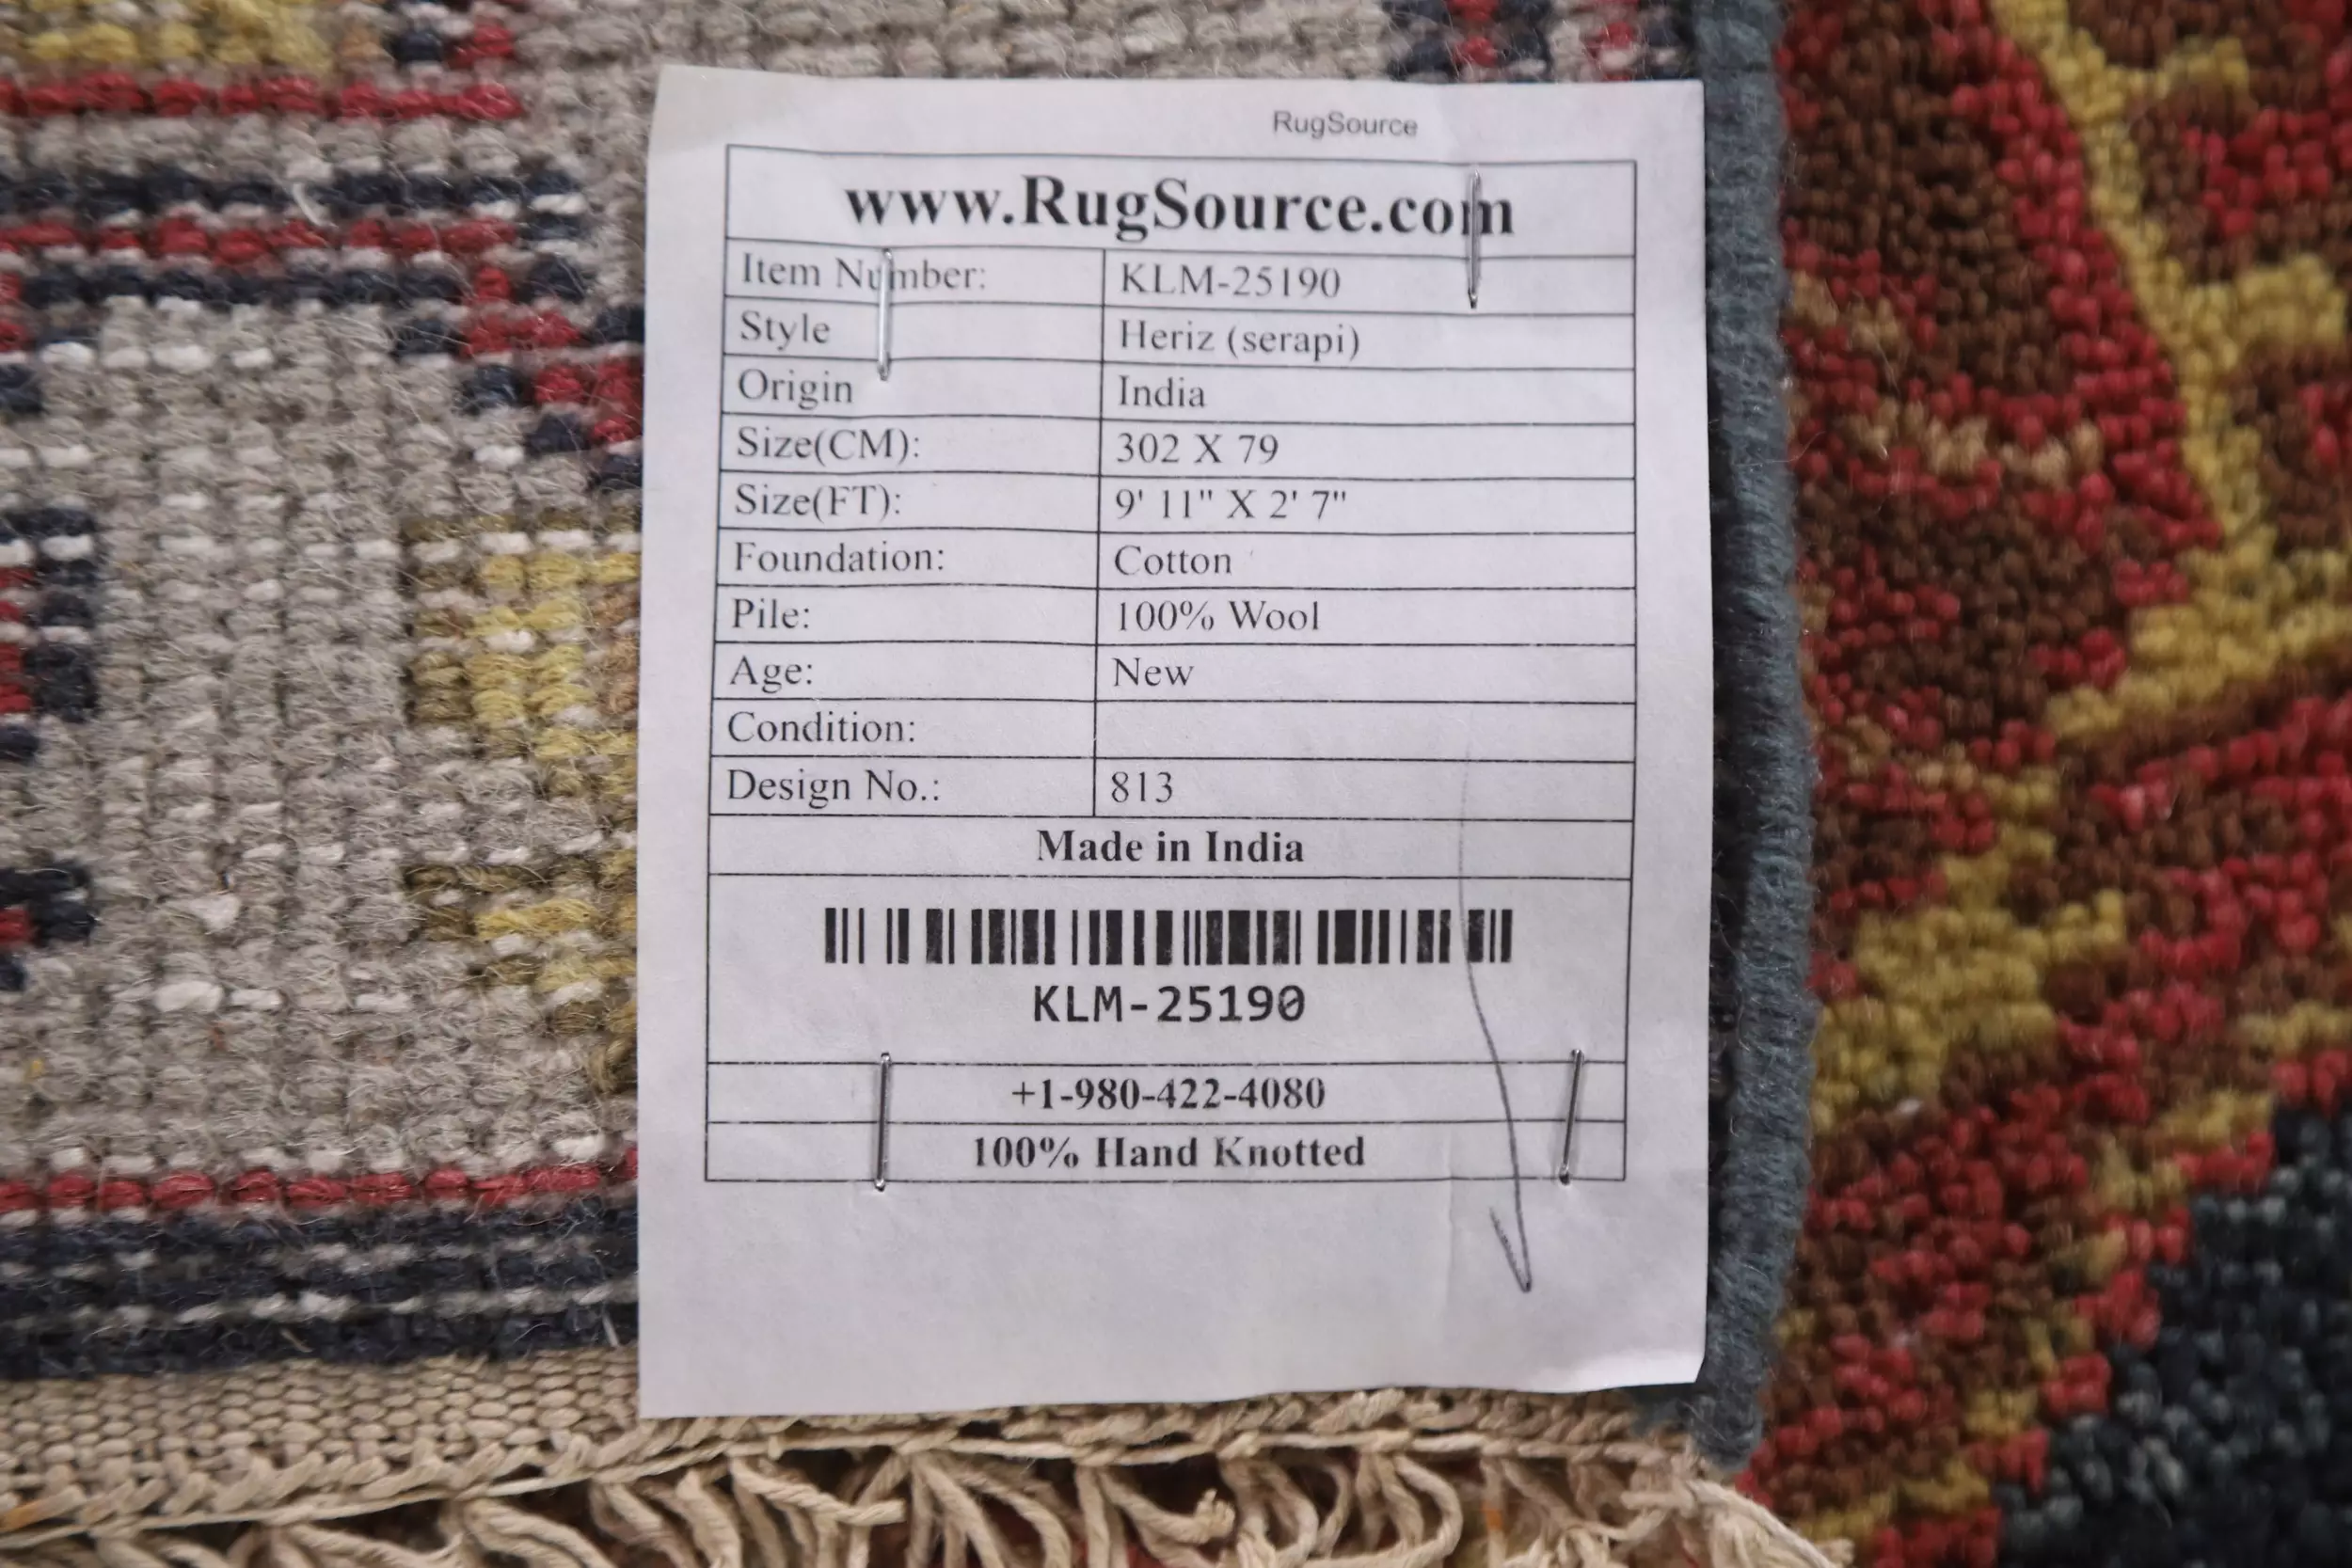 RugSource
www.RugSource.com
Item Number: KLM-25190
Style Heriz (serapi)
Origin India
Size(CM): 302 X 79
Size(FT): 9' 11" X 2' 7"
Foundation: Cotton
Pile: 100% Wool
Age: New
Condition:
Design No.: 813
Made in India
KLM-25190
+1-980-422-4080
100% Hand Knotted